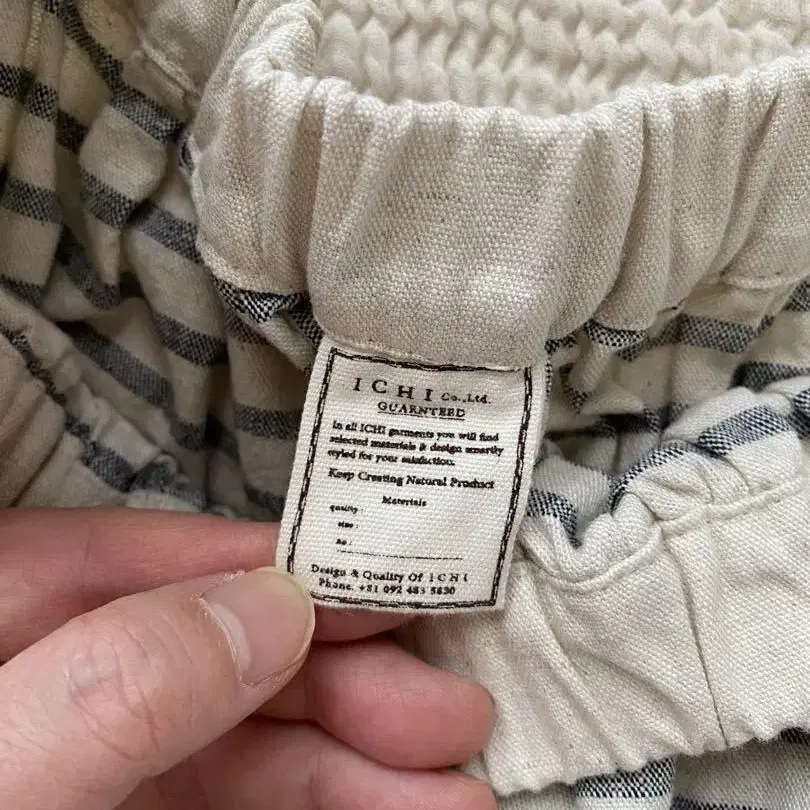 ICHI Co.,Ltd.
GUARNTEED
In all ICHI garments you will find
selected materials & design smartly
styled for your satisfaction.
Keep Creating Natural Product
Materials
quality :
size :
no :
Design & Quality Of ICHI
Phone. +81 092 483 3830